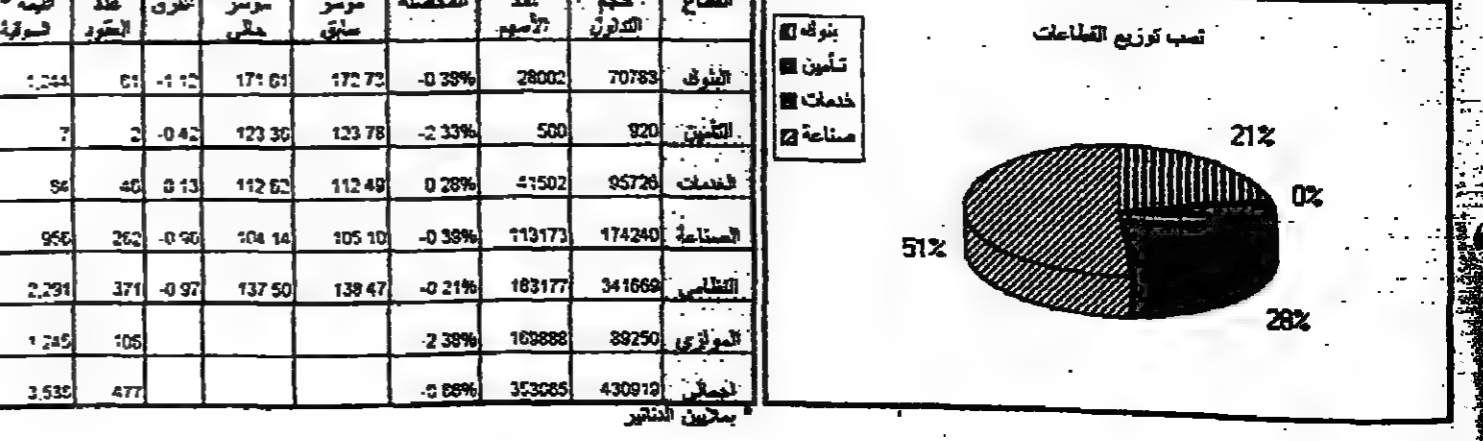 القطاع حجم التداول عدد الأسهم المحصلة مؤشر سابق مؤشر حالي الفرق عدد العقود القيمة السوقية*
البنوك 70783 28002 -0 39% 172 73 171 61 -1 12 61 1,244
التأمين 920 500 -2 33% 123 78 123 36 -0 42 2 7
الخدمات 95726 41502 0 28% 112 49 112 62 0 13 46 84
الصناعة 174240 113173 -0 39% 105 10 104 14 -0 96 262 956
النظامي 341669 183177 -0 21% 138 47 137 50 -0 97 371 2,291
الموازي 89250 169888 -2 38% 106 1 245
اجمالي 430919 353065 -0 66% 477 3,536
* بملايين الدنانير
نسب توزيع القطاعات
بنوك
تأمين
خدمات
صناعة
21%
0%
28%
51%